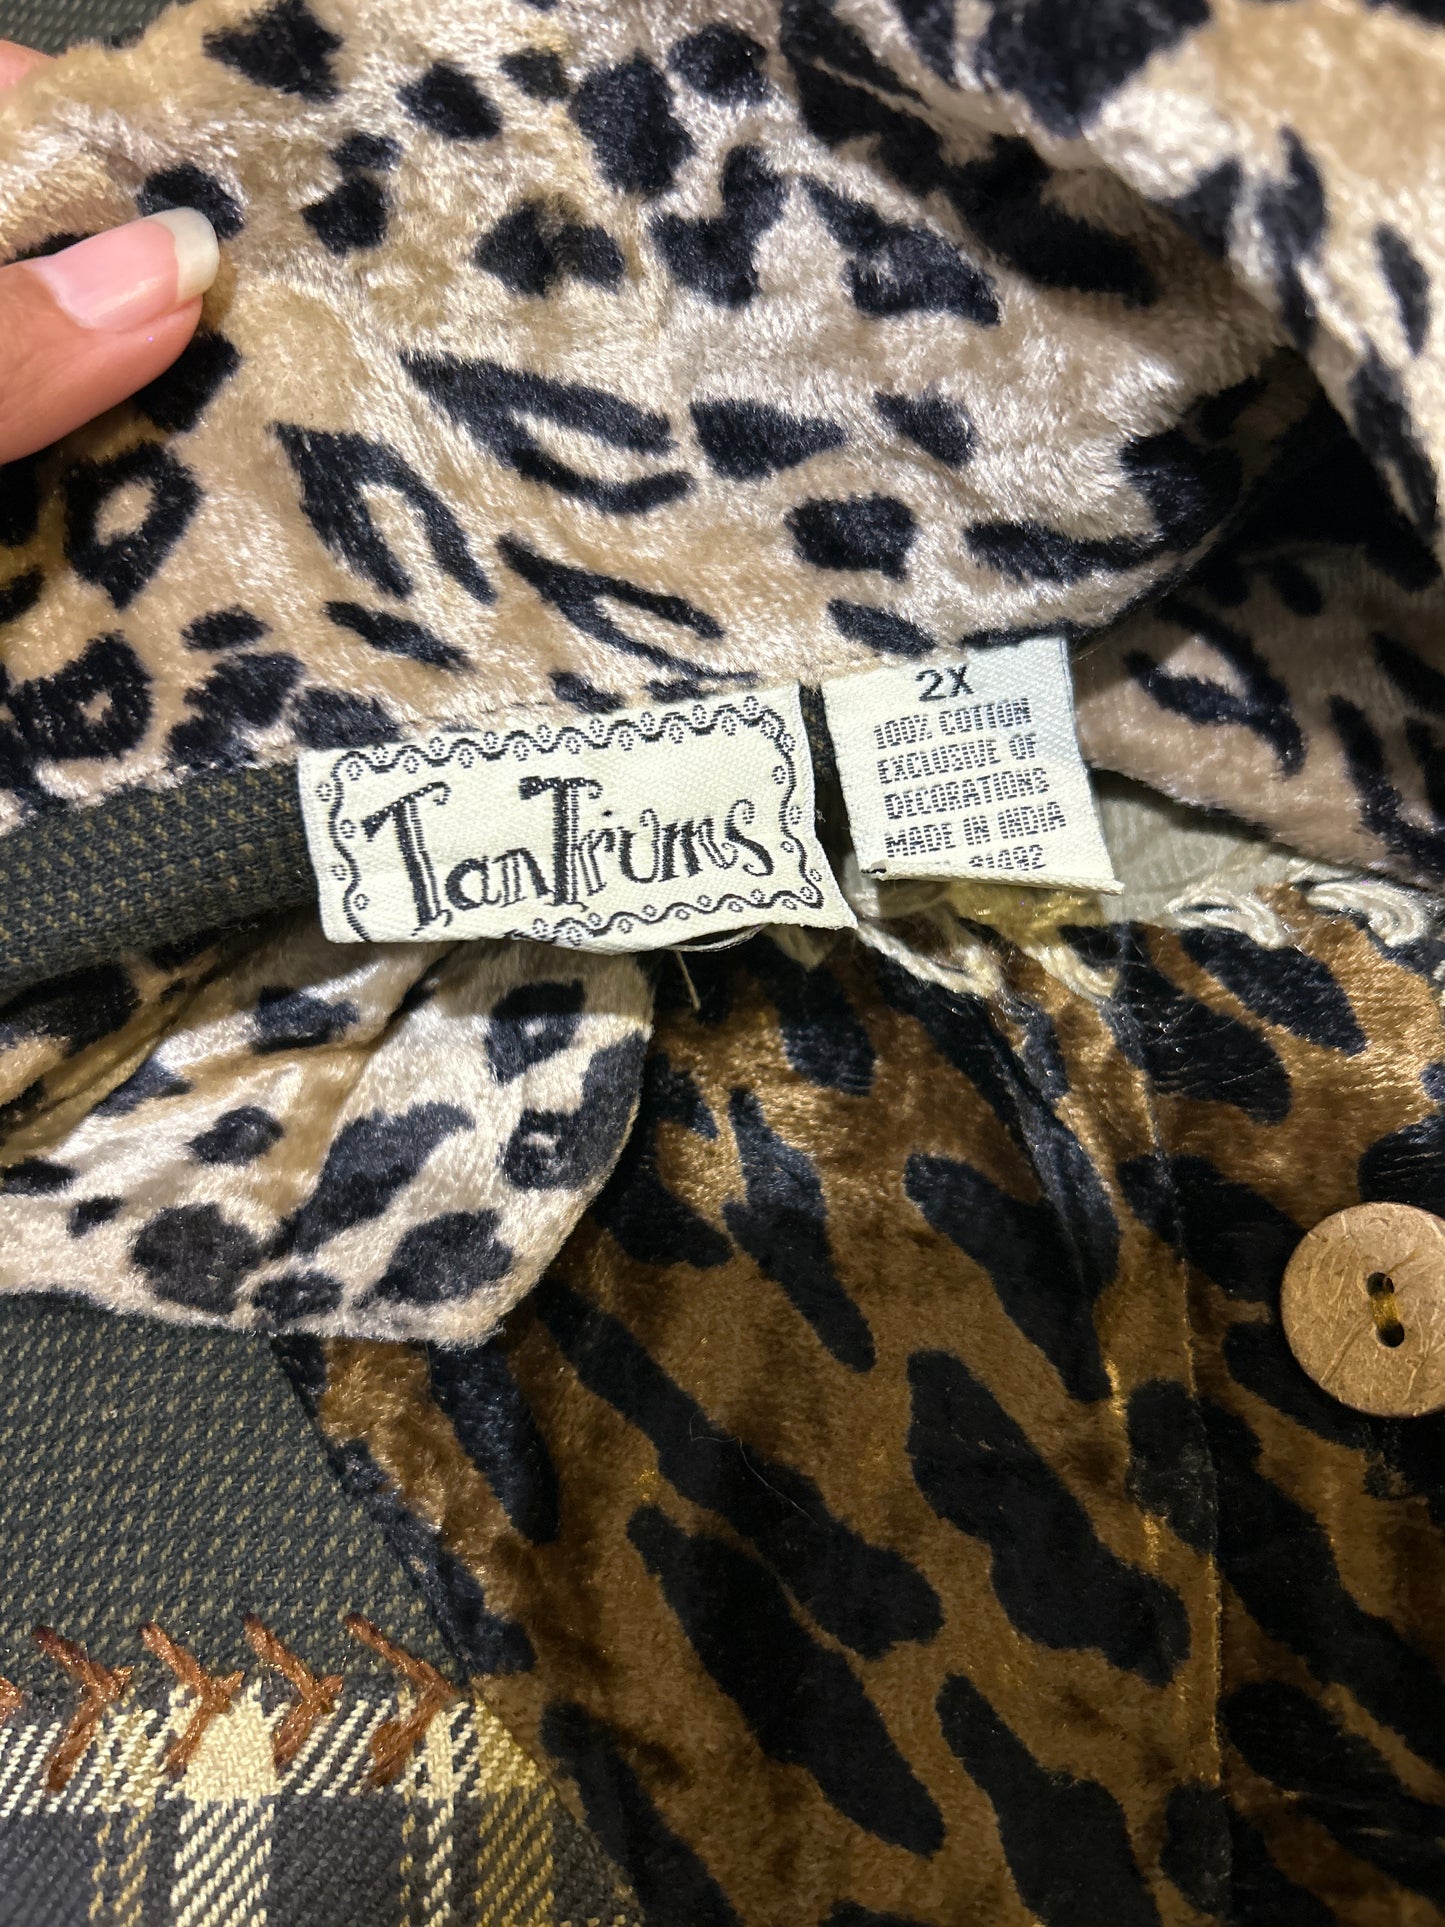 TanTrums
2X
100% COTTON
EXCLUSIVE OF
DECORATIONS
MADE IN INDIA